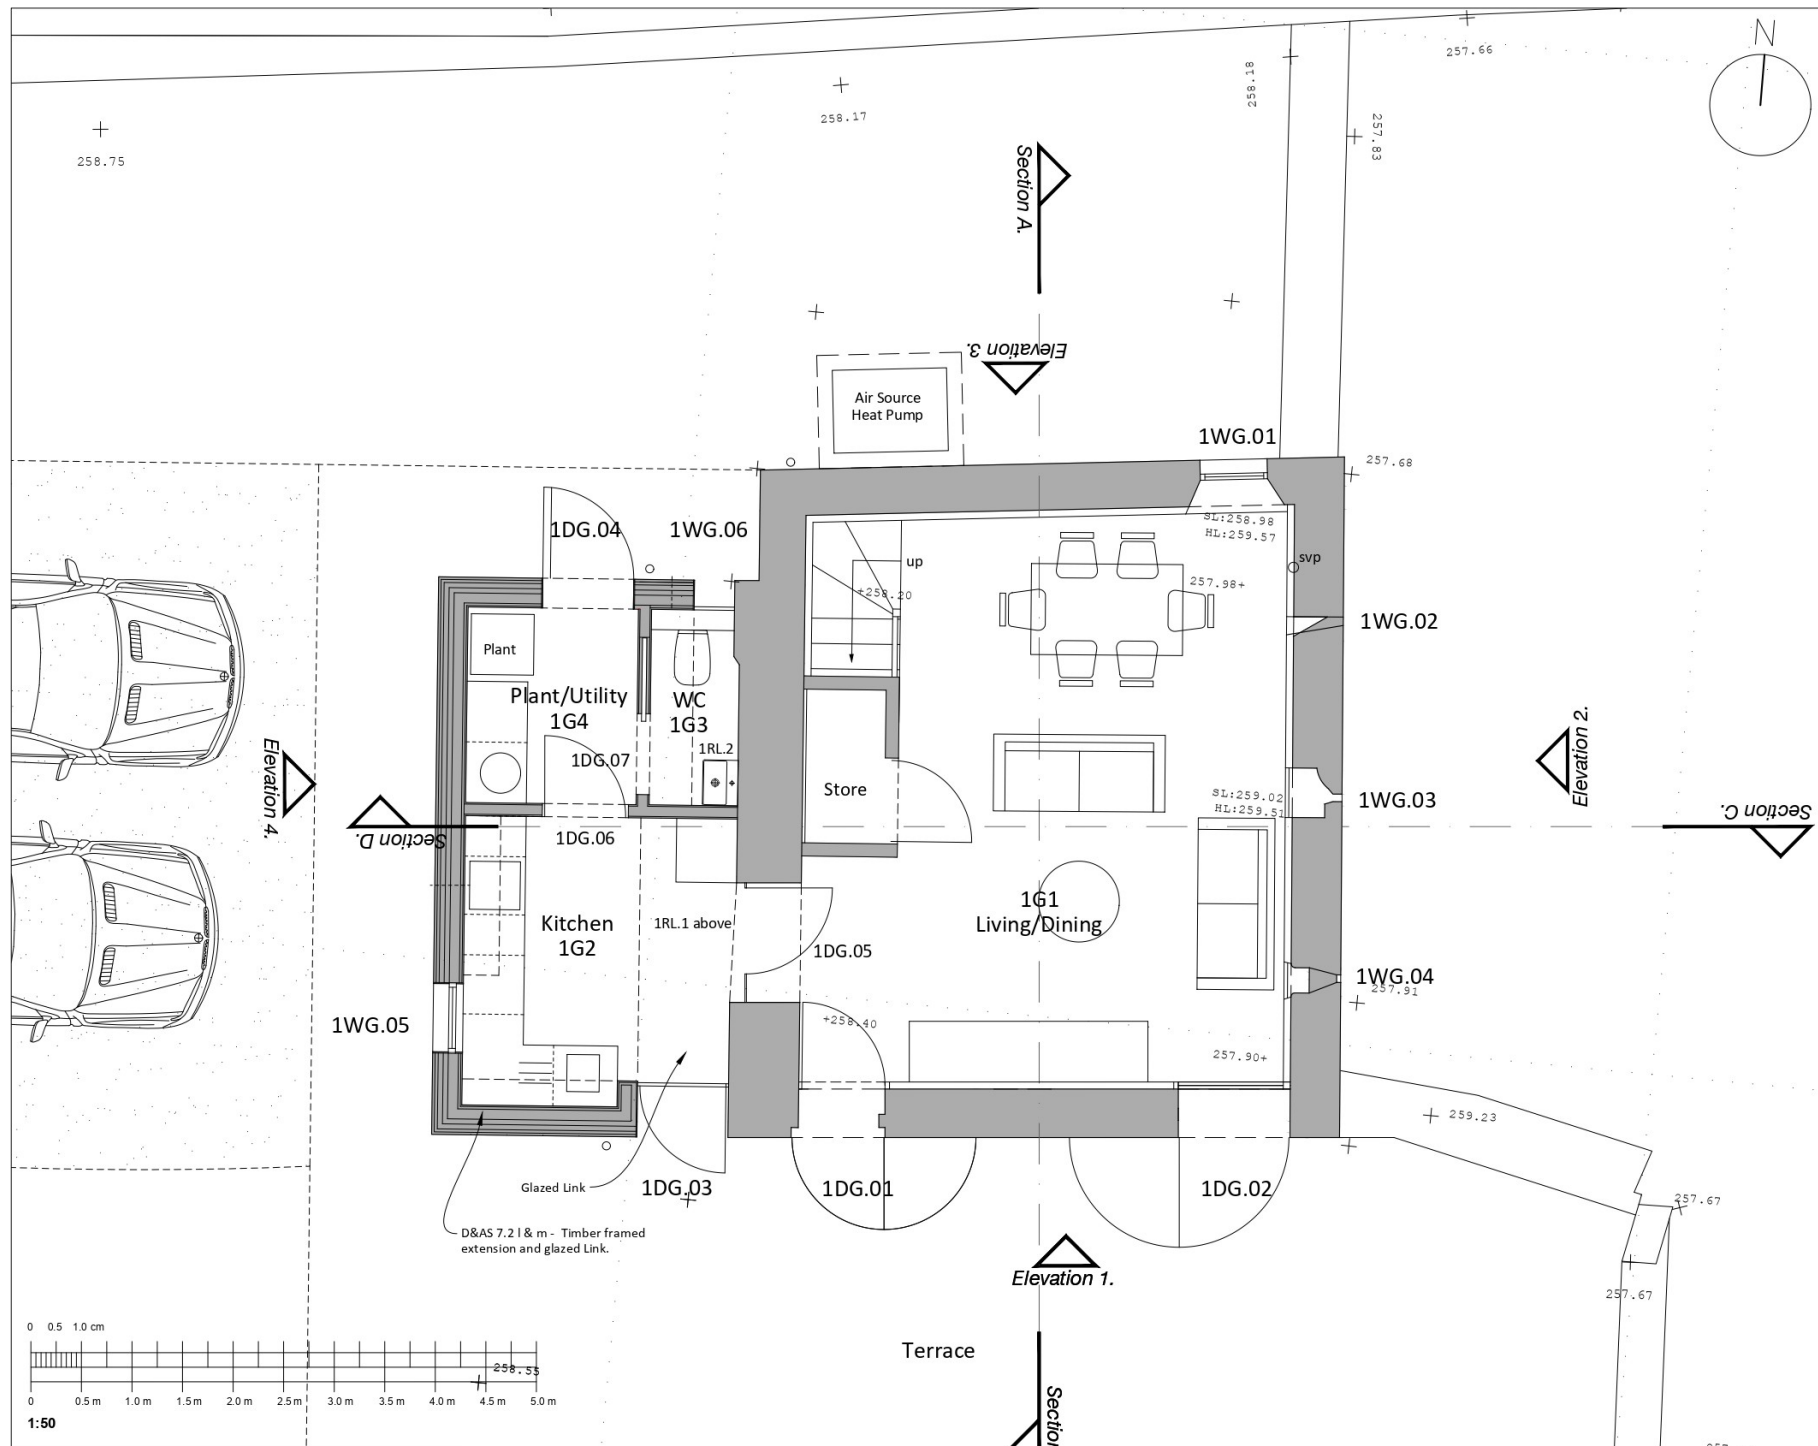 N
257.66
258.18
258.17
257.83
258.75
Section A.
Elevation 3.
Air Source
Heat Pump
1WG.01
257.68
1DG.04
1WG.06
SL:258.98
HL:259.57
svp
up
257.98+
+258.20
1WG.02
Plant
Plant/Utility
1G4
WC
1G3
1RL.2
1DG.07
Elevation 4.
Elevation 2.
Store
SL:259.02
HL:259.51
1WG.03
Section C.
Section D.
1DG.06
Kitchen
1G2
1RL.1 above
1G1
Living/Dining
1DG.05
1WG.04
257.91
1WG.05
+258.40
257.90+
259.23
Glazed Link
1DG.03
1DG.01
1DG.02
257.67
D&AS 7.2 l & m - Timber framed
extension and glazed Link.
Elevation 1.
257.67
Terrace
0 0.5 1.0 cm
258.55
0 0.5 m 1.0 m 1.5 m 2.0 m 2.5 m 3.0 m 3.5 m 4.0 m 4.5 m 5.0 m
1:50
Section